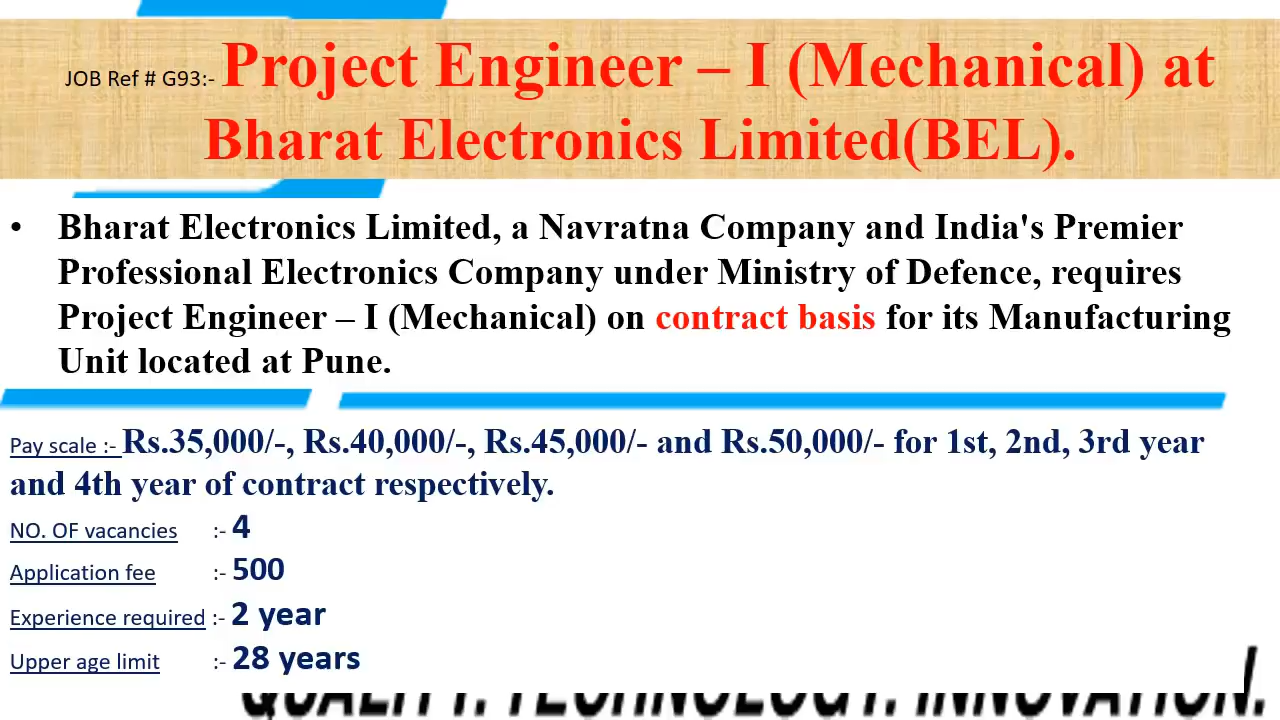 JOB Ref # G93:- Project Engineer – I (Mechanical) at
Bharat Electronics Limited(BEL).
• Bharat Electronics Limited, a Navratna Company and India's Premier
Professional Electronics Company under Ministry of Defence, requires
Project Engineer – I (Mechanical) on contract basis for its Manufacturing
Unit located at Pune.
Pay scale :- Rs.35,000/-, Rs.40,000/-, Rs.45,000/- and Rs.50,000/- for 1st, 2nd, 3rd year
and 4th year of contract respectively.
NO. OF vacancies :- 4
Application fee :- 500
Experience required :- 2 year
Upper age limit :- 28 years
QUALITY. TECHNOLOGY. INNOVATION.